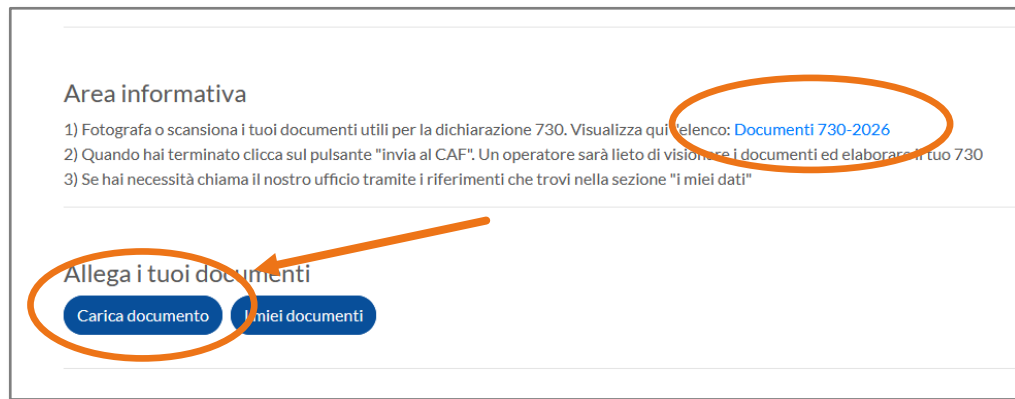 Area informativa
1) Fotografa o scansiona i tuoi documenti utili per la dichiarazione 730. Visualizza qui l'elenco: Documenti 730-2026
2) Quando hai terminato clicca sul pulsante "invia al CAF". Un operatore sarà lieto di visionare i documenti ed elaborare il tuo 730
3) Se hai necessità chiama il nostro ufficio tramite i riferimenti che trovi nella sezione "i miei dati"
Allega i tuoi documenti
Carica documento
I miei documenti